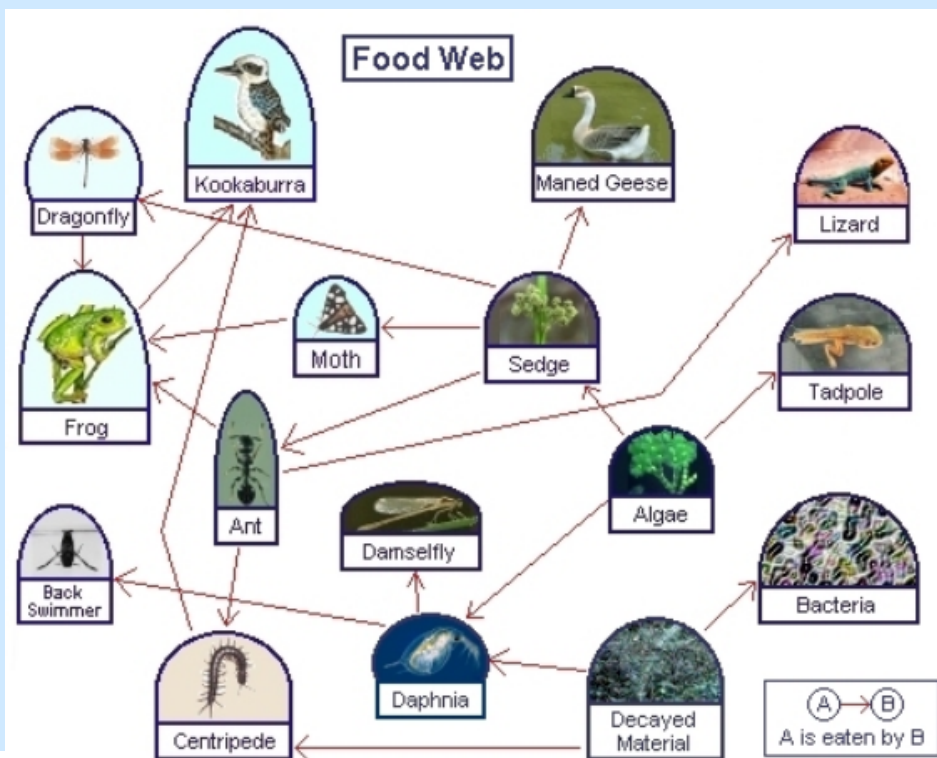 Food Web
Kookaburra
Maned Geese
Dragonfly
Lizard
Moth
Sedge
Tadpole
Frog
Ant
Algae
Damselfly
Back
Swimmer
Bacteria
Daphnia
Centripede
Decayed
Material
A B
A is eaten by B